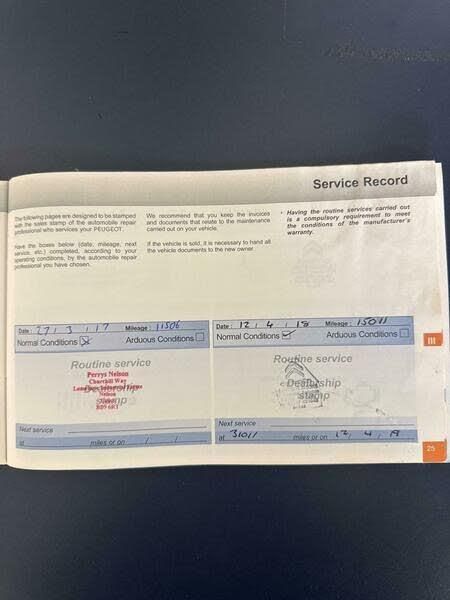 Service Record
The following pages are designed to be stamped
with the sales stamp of the automobile repair
professional who services your PEUGEOT.
Have the boxes below (date, mileage, next
service, etc.) completed, according to your
operating conditions, by the automobile repair
professional you have chosen.
We recommend that you keep the invoices
and documents that relate to the maintenance
carried out on your vehicle.
If the vehicle is sold, it is necessary to hand all
the vehicle documents to the new owner.
• Having the routine services carried out
is a compulsory requirement to meet
the conditions of the manufacturer's
warranty.
Date: 27 / 3 / 17 Mileage: 11506
Normal Conditions Arduous Conditions
Routine service
Dealership
stamp
Perrys Nelson
Churchill Way
Nelson
BB9 6RT
Next service
at miles or on / /
Date: 12 / 4 / 18 Mileage: 15011
Normal Conditions Arduous Conditions
Routine service
Dealership
stamp
Next service
at 31011 miles or on 12 / 4 / 19
III
25